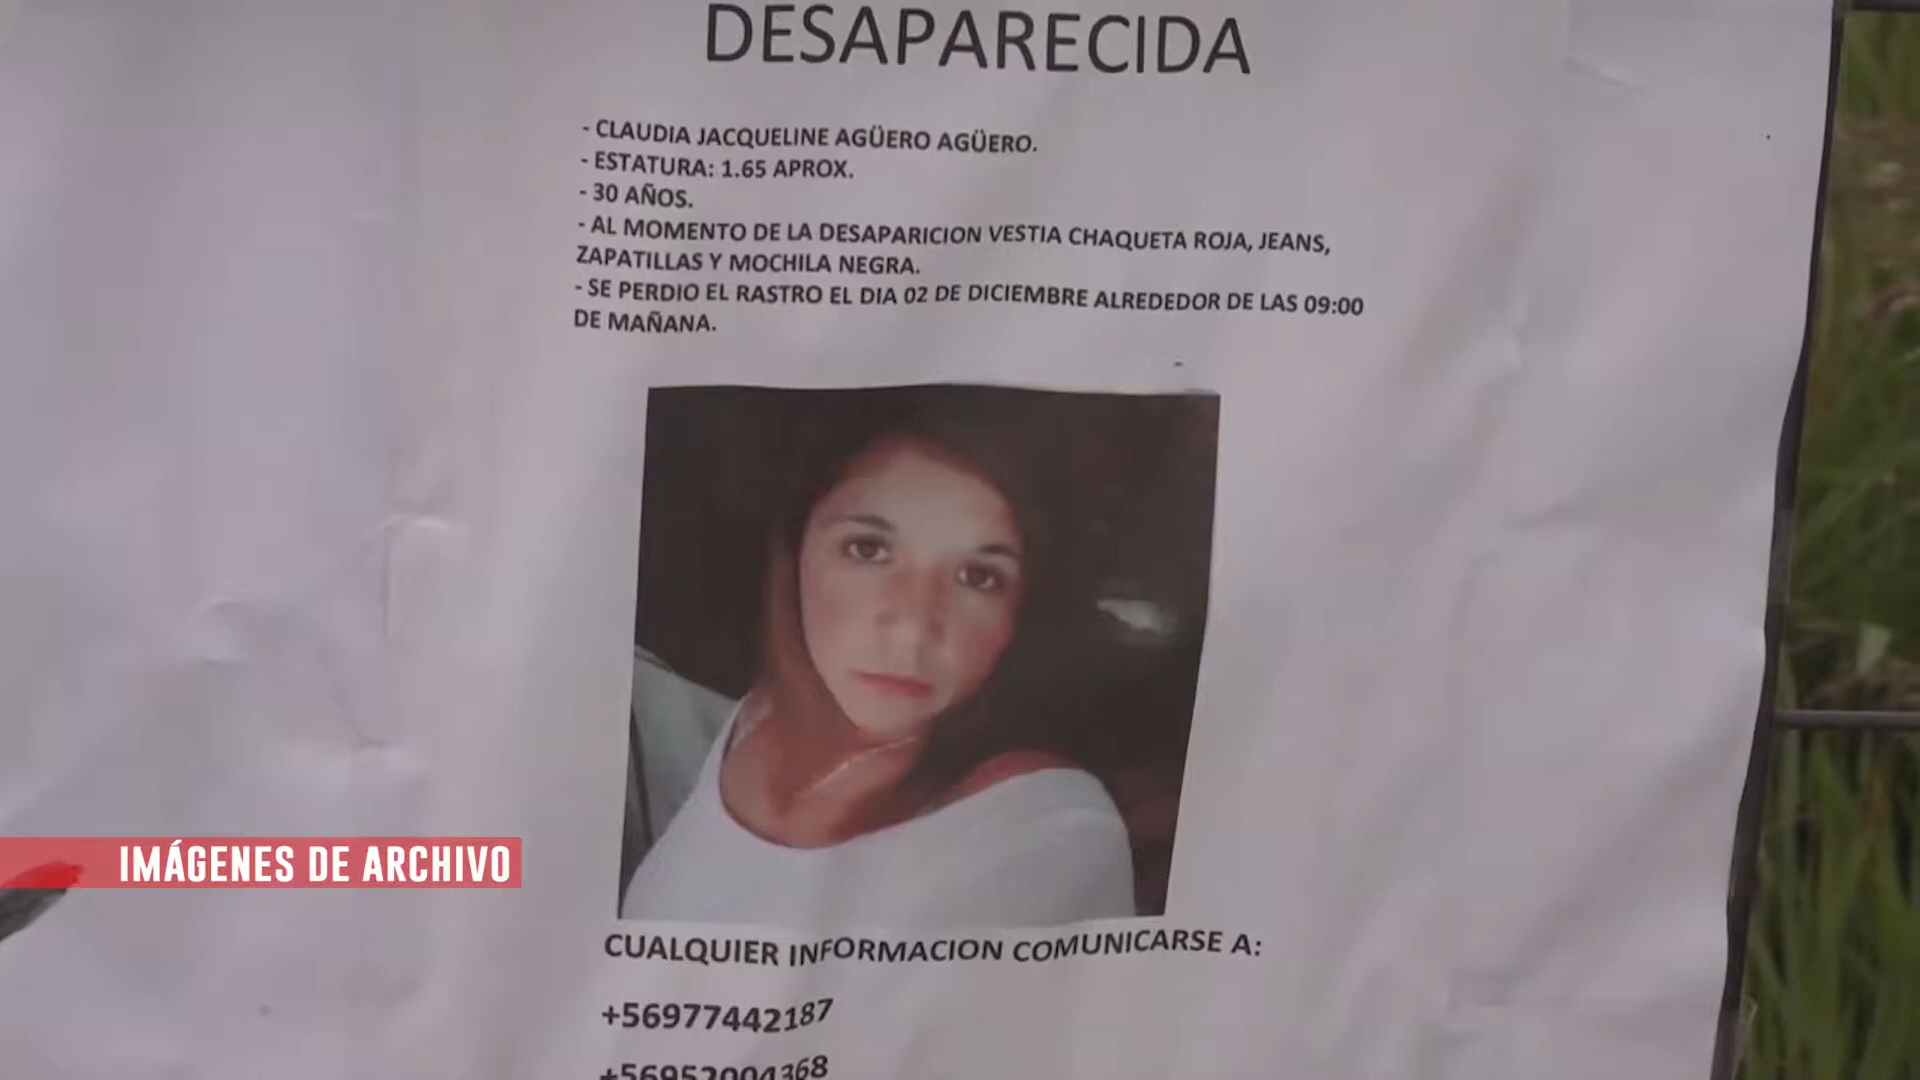 DESAPARECIDA
- CLAUDIA JACQUELINE AGÜERO AGÜERO.
- ESTATURA: 1.65 APROX.
- 30 AÑOS.
- AL MOMENTO DE LA DESAPARICION VESTIA CHAQUETA ROJA, JEANS,
ZAPATILLAS Y MOCHILA NEGRA.
- SE PERDIO EL RASTRO EL DIA 02 DE DICIEMBRE ALREDEDOR DE LAS 09:00
DE MAÑANA.
IMÁGENES DE ARCHIVO
CUALQUIER INFORMACION COMUNICARSE A:
+56977442187
+56952004368